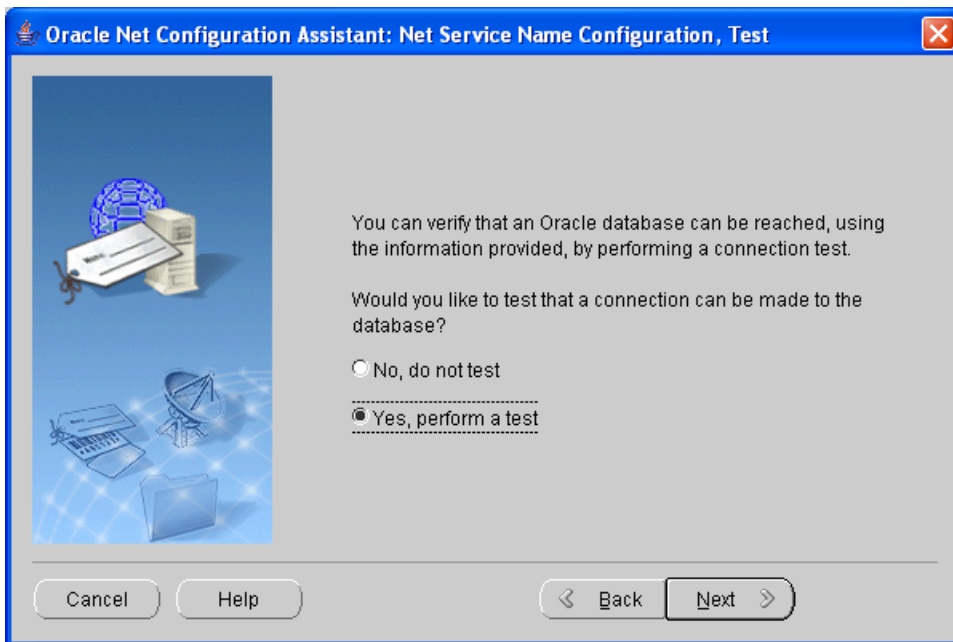 Oracle Net Configuration Assistant: Net Service Name Configuration, Test
You can verify that an Oracle database can be reached, using
the information provided, by performing a connection test.
Would you like to test that a connection can be made to the
database?
No, do not test
Yes, perform a test
Cancel
Help
Back
Next